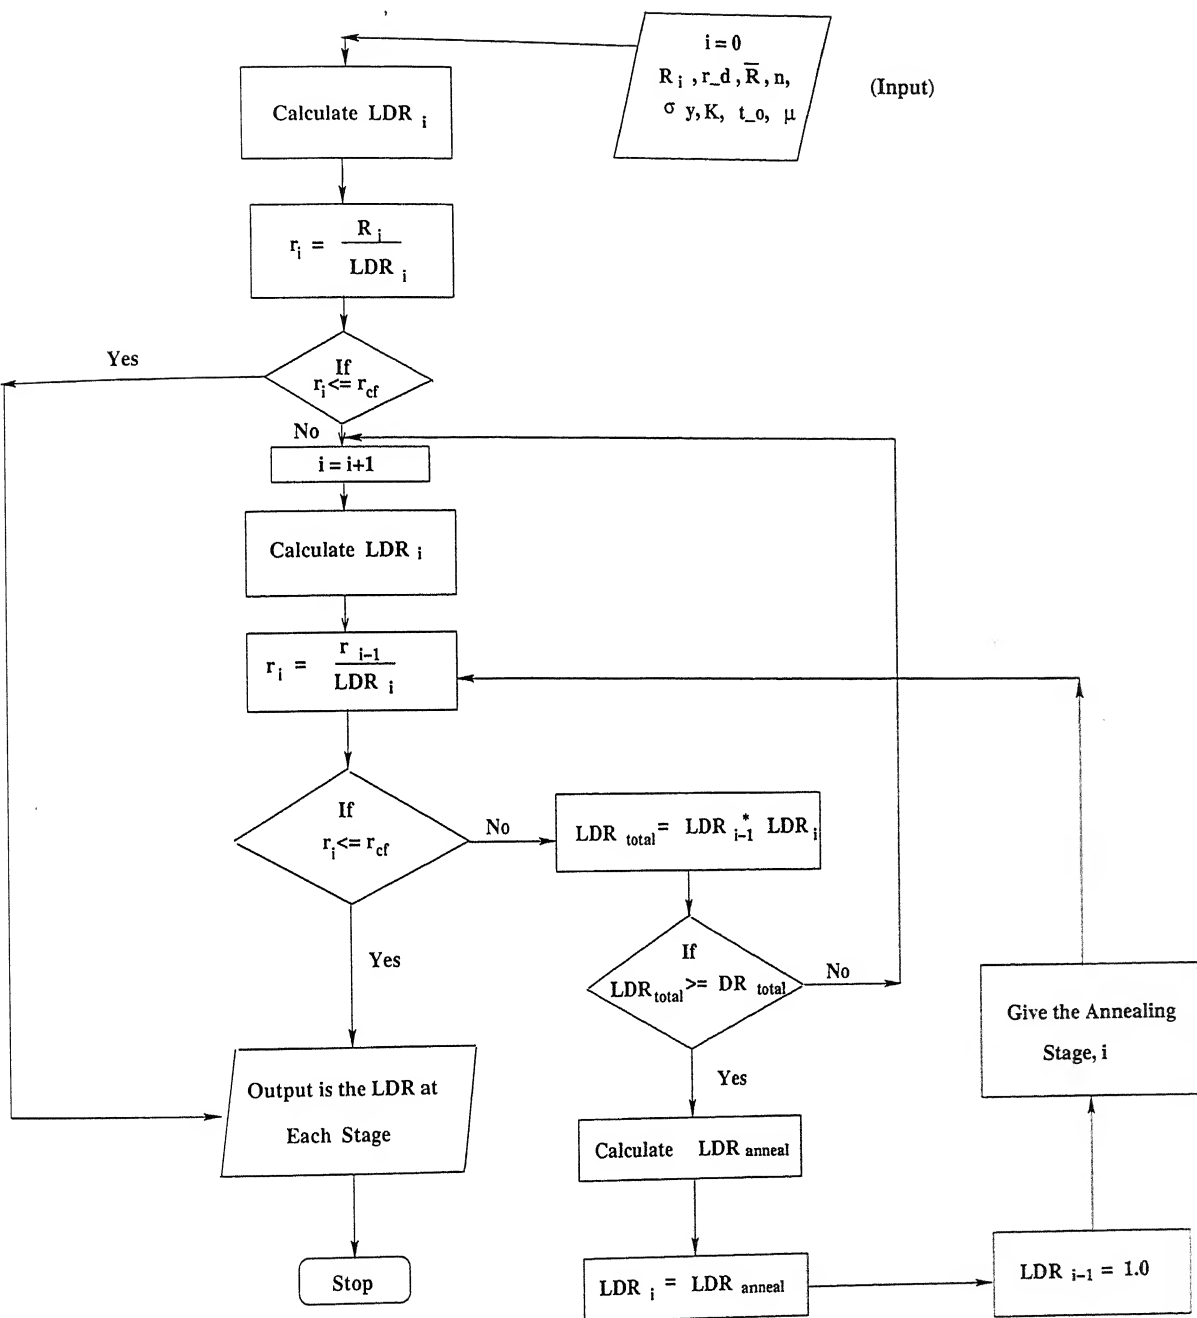 i = 0
R i , r_d , R̅ , n,
σ y, K, t_o, μ
(Input)
Calculate LDR i
r i = R i / LDR i
If
r i <= r cf
Yes
No
i = i+1
Calculate LDR i
r i = r i–1 / LDR i
If
r i <= r cf
No
Yes
LDR total = LDR i–1 * LDR i
If
LDR total >= DR total
No
Yes
Calculate LDR anneal
LDR i = LDR anneal
LDR i–1 = 1.0
Give the Annealing
Stage, i
Output is the LDR at
Each Stage
Stop